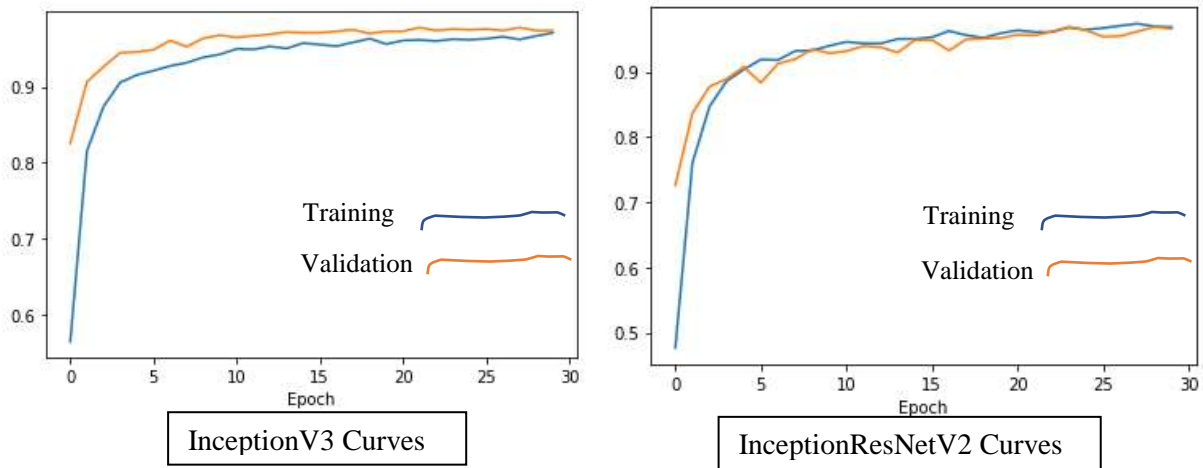 0.9
0.8
0.7
0.6
Training
Validation
0 5 10 15 20 25 30
Epoch
InceptionV3 Curves
0.9
0.8
0.7
0.6
0.5
Training
Validation
0 5 10 15 20 25 30
Epoch
InceptionResNetV2 Curves